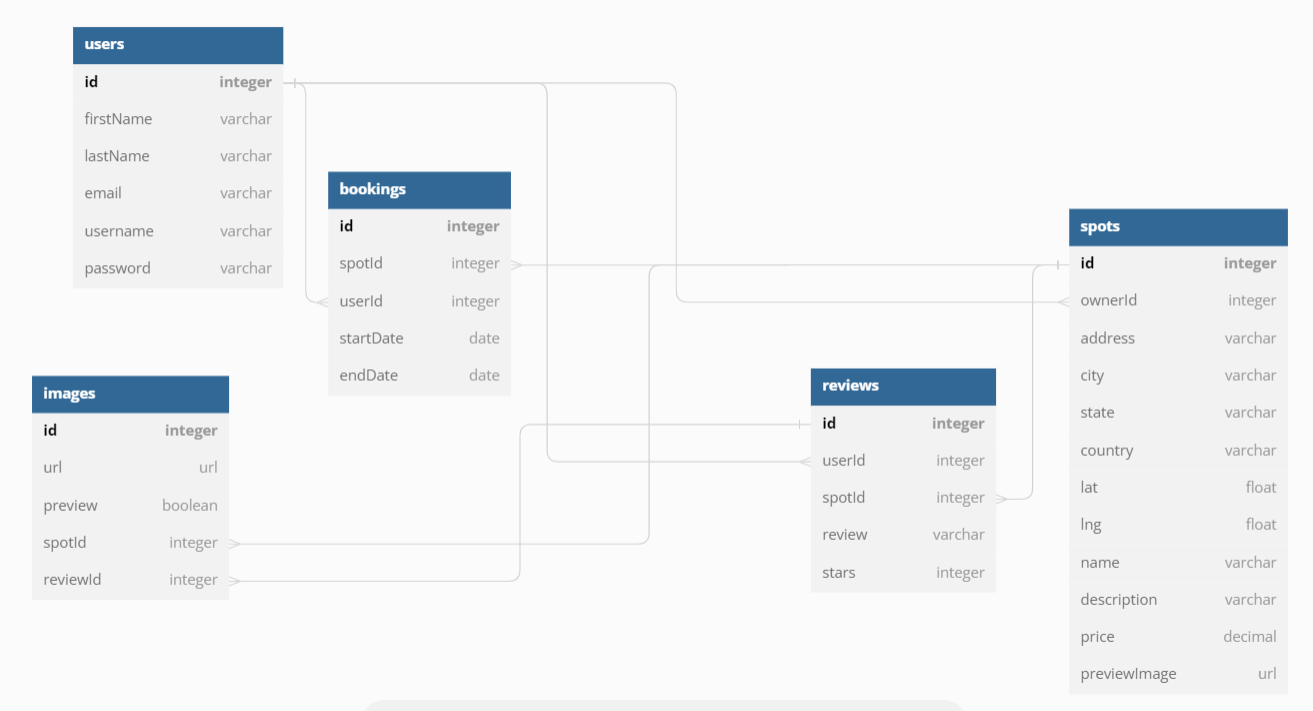 users
id integer
firstName varchar
lastName varchar
email varchar
username varchar
password varchar
bookings
id integer
spotId integer
userId integer
startDate date
endDate date
images
id integer
url url
preview boolean
spotId integer
reviewId integer
reviews
id integer
userId integer
spotId integer
review varchar
stars integer
spots
id integer
ownerId integer
address varchar
city varchar
state varchar
country varchar
lat float
lng float
name varchar
description varchar
price decimal
previewImage url